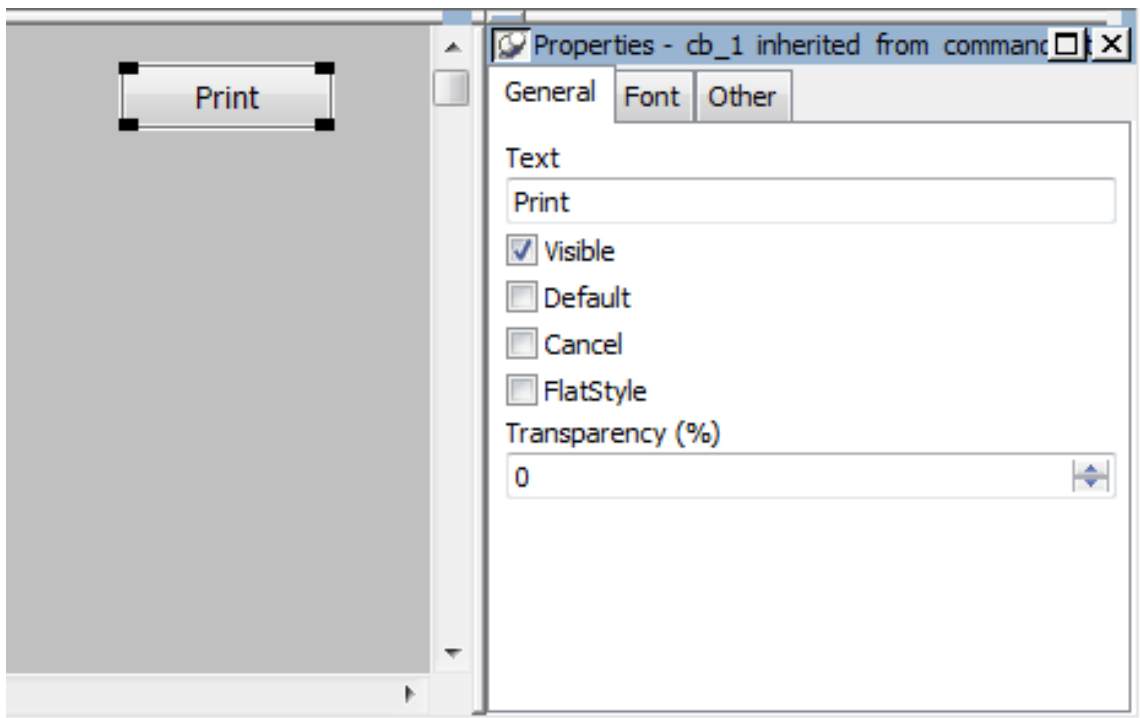 Print
Properties - cb_1 inherited from command
General Font Other
Text
Print
Visible
Default
Cancel
FlatStyle
Transparency (%)
0